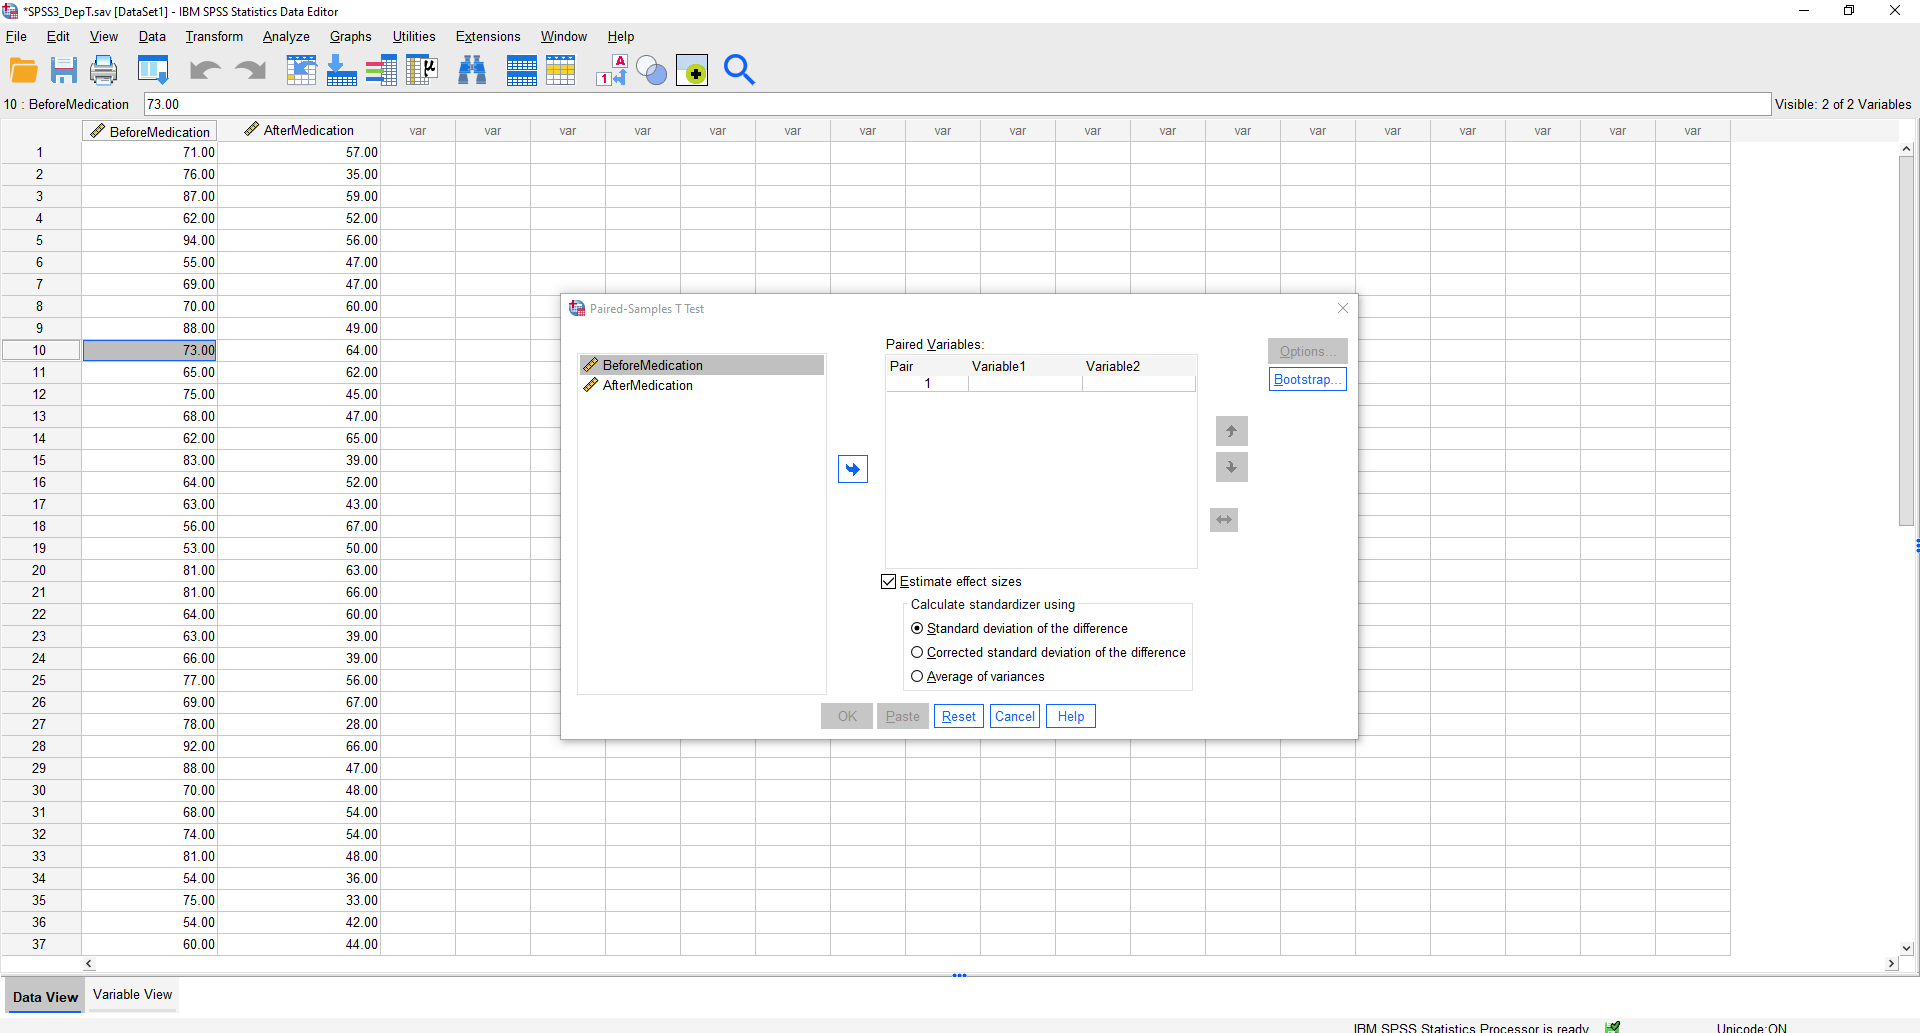 *SPSS3_DepT.sav [DataSet1] - IBM SPSS Statistics Data Editor
File Edit View Data Transform Analyze Graphs Utilities Extensions Window Help
10 : BeforeMedication 73.00 Visible: 2 of 2 Variables
BeforeMedication AfterMedication var var var var var var var var var var var var var var var var var var
1 71.00 57.00
2 76.00 35.00
3 87.00 59.00
4 62.00 52.00
5 94.00 56.00
6 55.00 47.00
7 69.00 47.00
8 70.00 60.00
9 88.00 49.00
10 73.00 64.00
11 65.00 62.00
12 75.00 45.00
13 68.00 47.00
14 62.00 65.00
15 83.00 39.00
16 64.00 52.00
17 63.00 43.00
18 56.00 67.00
19 53.00 50.00
20 81.00 63.00
21 81.00 66.00
22 64.00 60.00
23 63.00 39.00
24 66.00 39.00
25 77.00 56.00
26 69.00 67.00
27 78.00 28.00
28 92.00 66.00
29 88.00 47.00
30 70.00 48.00
31 68.00 54.00
32 74.00 54.00
33 81.00 48.00
34 54.00 36.00
35 75.00 33.00
36 54.00 42.00
37 60.00 44.00
Paired-Samples T Test
BeforeMedication
AfterMedication
Paired Variables:
Pair Variable1 Variable2
1
Options...
Bootstrap...
Estimate effect sizes
Calculate standardizer using
Standard deviation of the difference
Corrected standard deviation of the difference
Average of variances
OK Paste Reset Cancel Help
Data View Variable View
IBM SPSS Statistics Processor is ready Unicode:ON